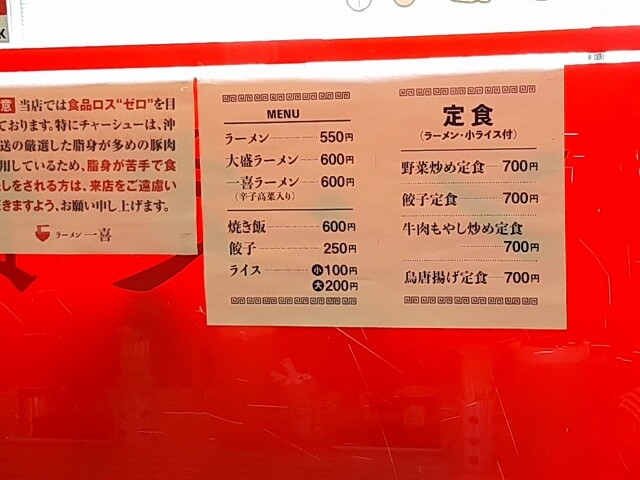 意 当店では食品ロス“ゼロ”を目
ております。特にチャーシューは、沖
送の厳選した脂身が多めの豚肉
用しているため、脂身が苦手で食
しをされる方は、来店をご遠慮い
きますよう、お願い申し上げます。
ラーメン 一喜
MENU
ラーメン 550円
大盛ラーメン 600円
一喜ラーメン 600円
(辛子高菜入り)
焼き飯 600円
餃子 250円
ライス 小100円
大200円
定食
(ラーメン・小ライス付)
野菜炒め定食 700円
餃子定食 700円
牛肉もやし炒め定食
700円
鳥唐揚げ定食 700円